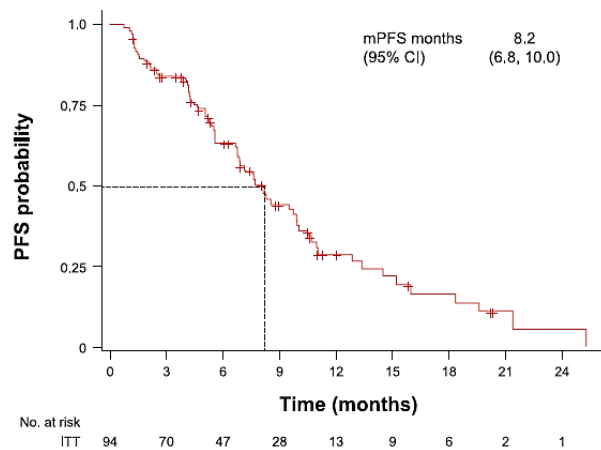 mPFS months 8.2
(95% CI) (6.8, 10.0)
PFS probability
1.0
0.75
0.5
0.25
0
0 3 6 9 12 15 18 21 24
Time (months)
No. at risk
ITT 94 70 47 28 13 9 6 2 1